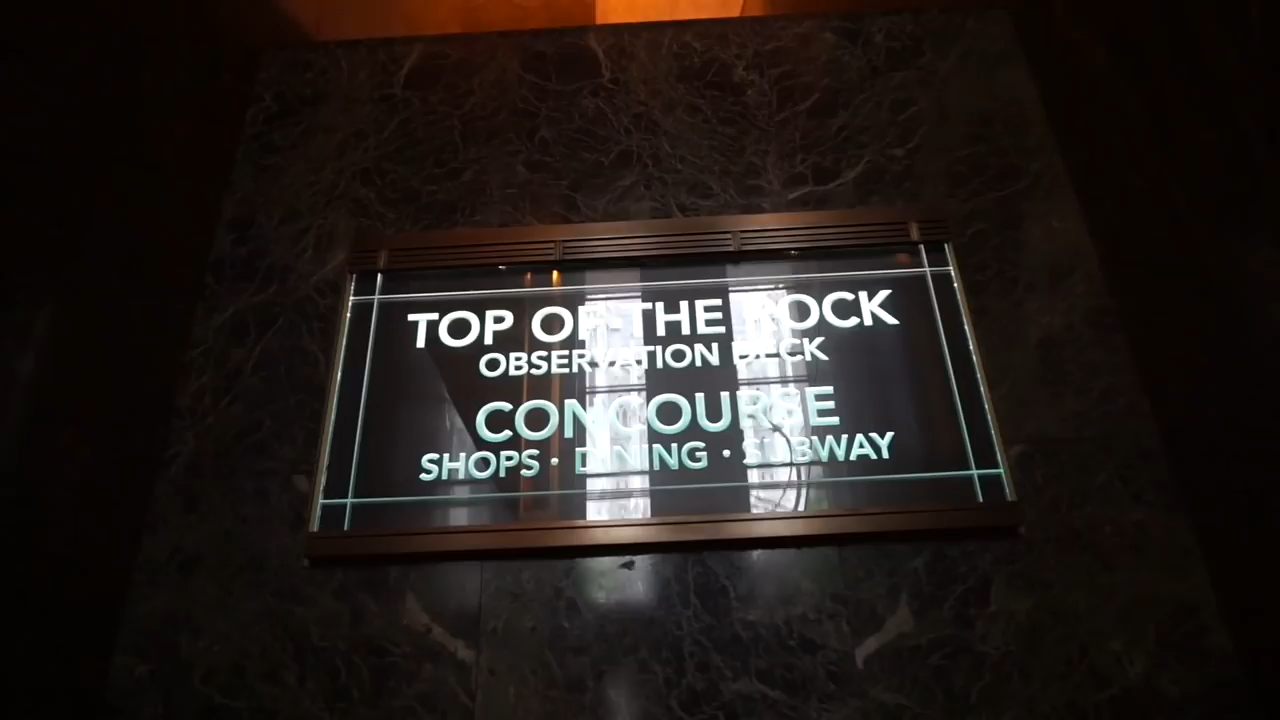 TOP OF THE ROCK
OBSERVATION DECK
CONCOURSE
SHOPS · DINING · SUBWAY